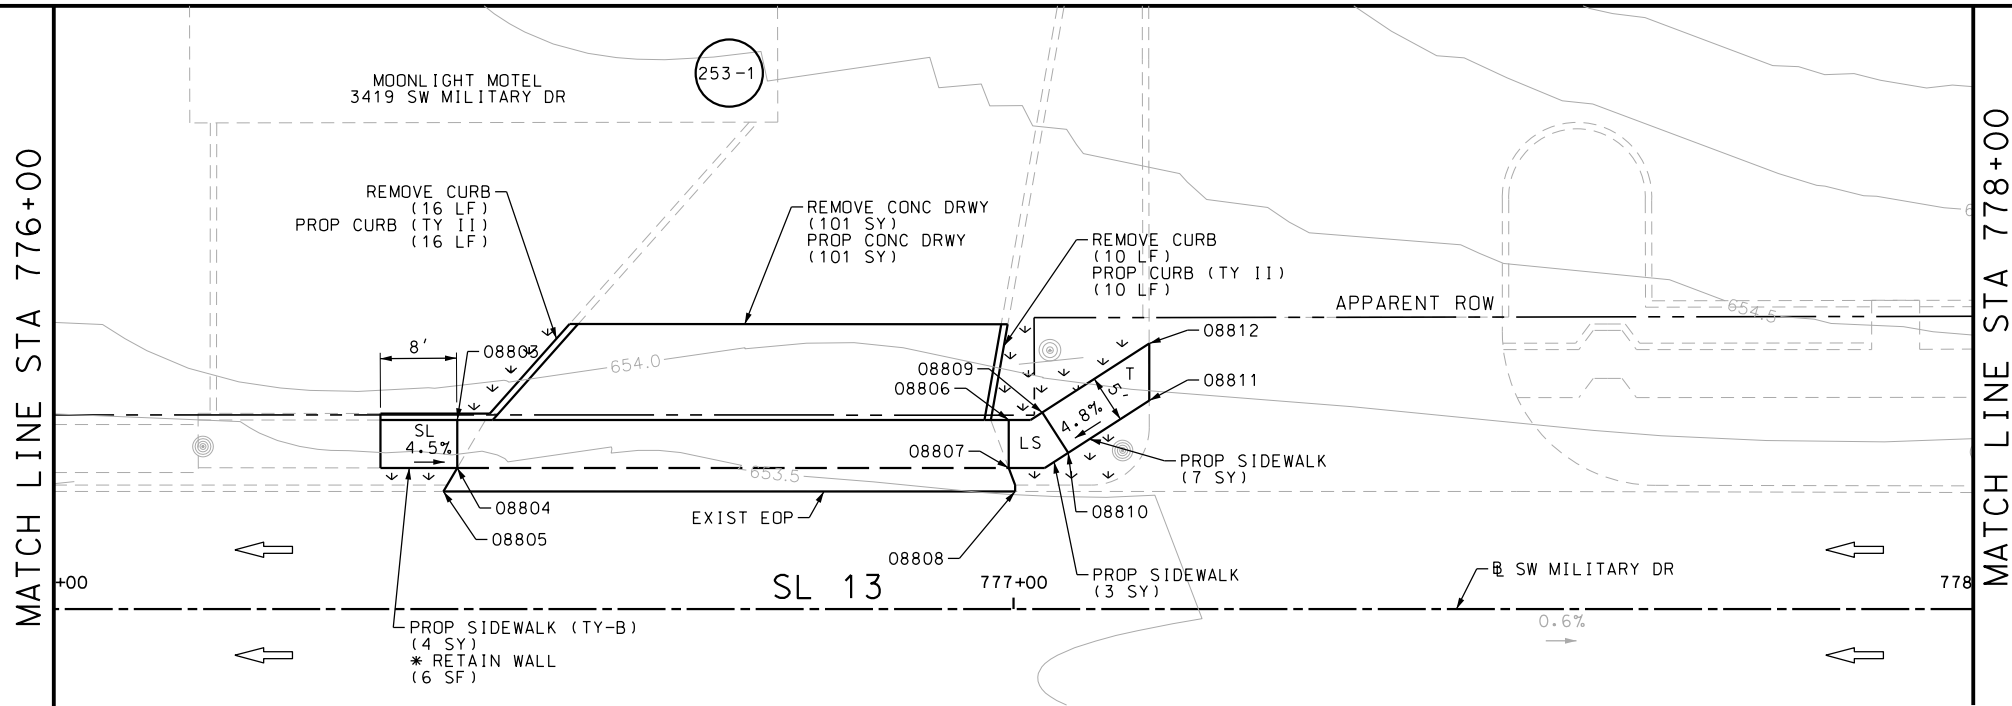 MATCH LINE STA 776+00
MOONLIGHT MOTEL
3419 SW MILITARY DR
253-1
REMOVE CURB
(16 LF)
PROP CURB (TY II)
(16 LF)
REMOVE CONC DRWY
(101 SY)
PROP CONC DRWY
(101 SY)
REMOVE CURB
(10 LF)
PROP CURB (TY II)
(10 LF)
APPARENT ROW
654.5
8'
08803
654.0
08809
08806
08812
08811
T
5'
4.8%
SL
4.5%
LS
08807
PROP SIDEWALK
(7 SY)
653.5
08804
08805
EXIST EOP
08810
08808
+00
SL 13
777+00
PROP SIDEWALK
(3 SY)
BL SW MILITARY DR
778
0.6%
PROP SIDEWALK (TY-B)
(4 SY)
* RETAIN WALL
(6 SF)
MATCH LINE STA 778+00